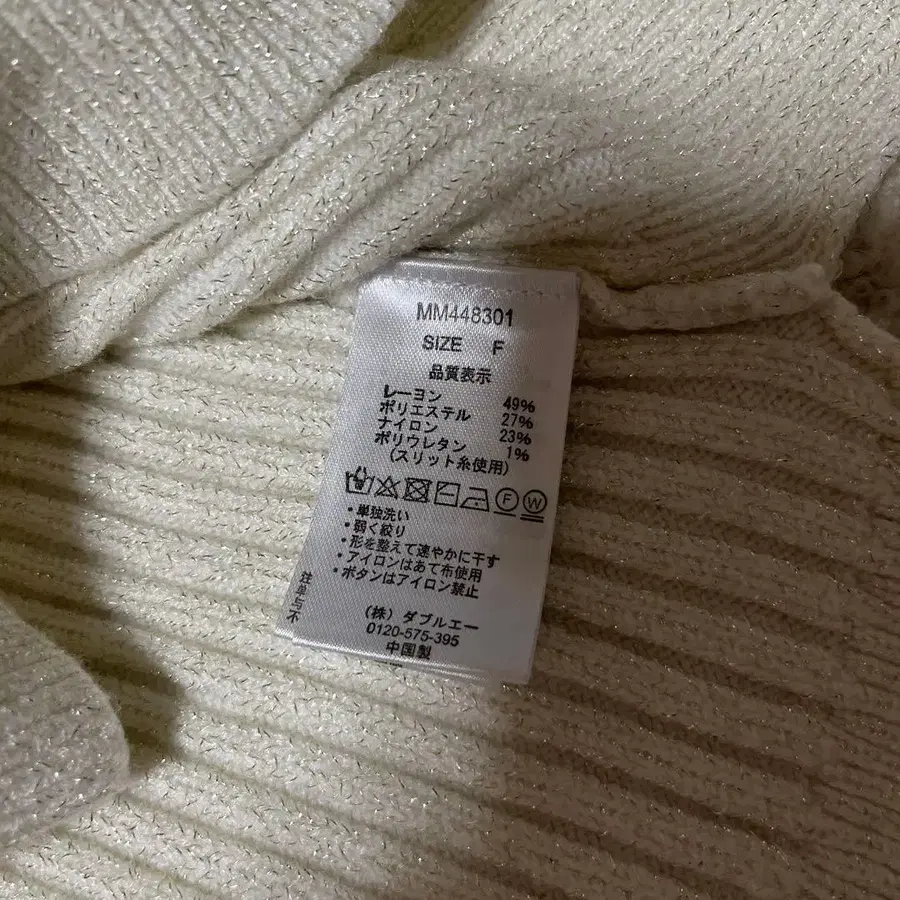 MM448301
SIZE F
品質表示
レーヨン 49%
ポリエステル 27%
ナイロン 23%
ポリウレタン 1%
(スリット糸使用)
F W
・単独洗い
・弱く絞り
・形を整えて速やかに干す
・アイロンはあて布使用
・ボタンはアイロン禁止
(株) ダブルエー
0120-575-395
中国製